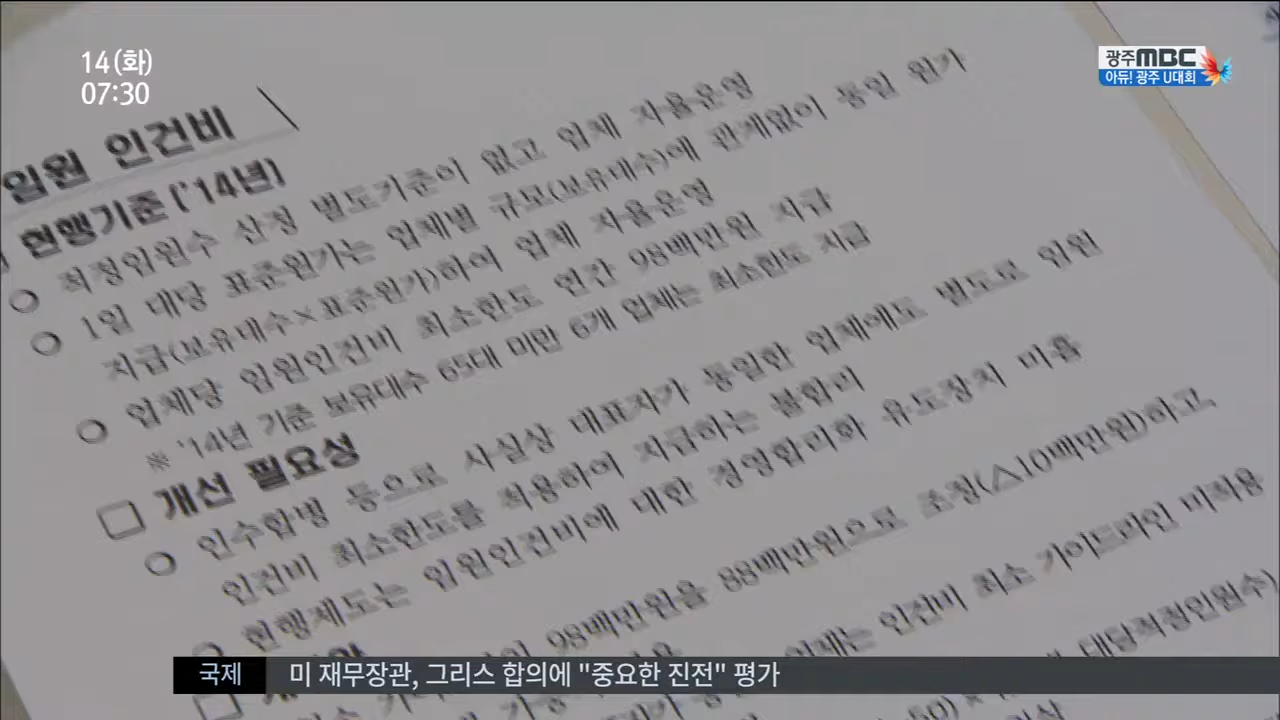 14(화)
07:30
광주MBC
아듀! 광주 U대회
임원 인건비
현행기준('14년)
○ 적정임원수 산정 별도기준이 없고 업체 자율운영
○ 1일 대당 표준원가는 업체별 규모(보유대수)에 관계없이 동일 원가
지급(보유대수×표준원가)하여 업체 자율운영
○ 업체당 임원인건비 최소한도 연간 98백만원 지급
※ '14년 기준 보유대수 65대 미만 6개 업체는 최소한도 지급
□ 개선 필요성
○ 인수합병 등으로 사실상 대표자가 동일한 업체에도 별도로 임원
인건비 최소한도를 적용하여 지급하는 불합리
○ 현행제도는 임원인건비에 대한 경영합리화 유도장치 미흡
98백만원을 88백만원으로 조정(△10백만원)하고,
업체는 인건비 최소 가이드라인 미적용
대당적정임원수)
국제 미 재무장관, 그리스 합의에 "중요한 진전" 평가